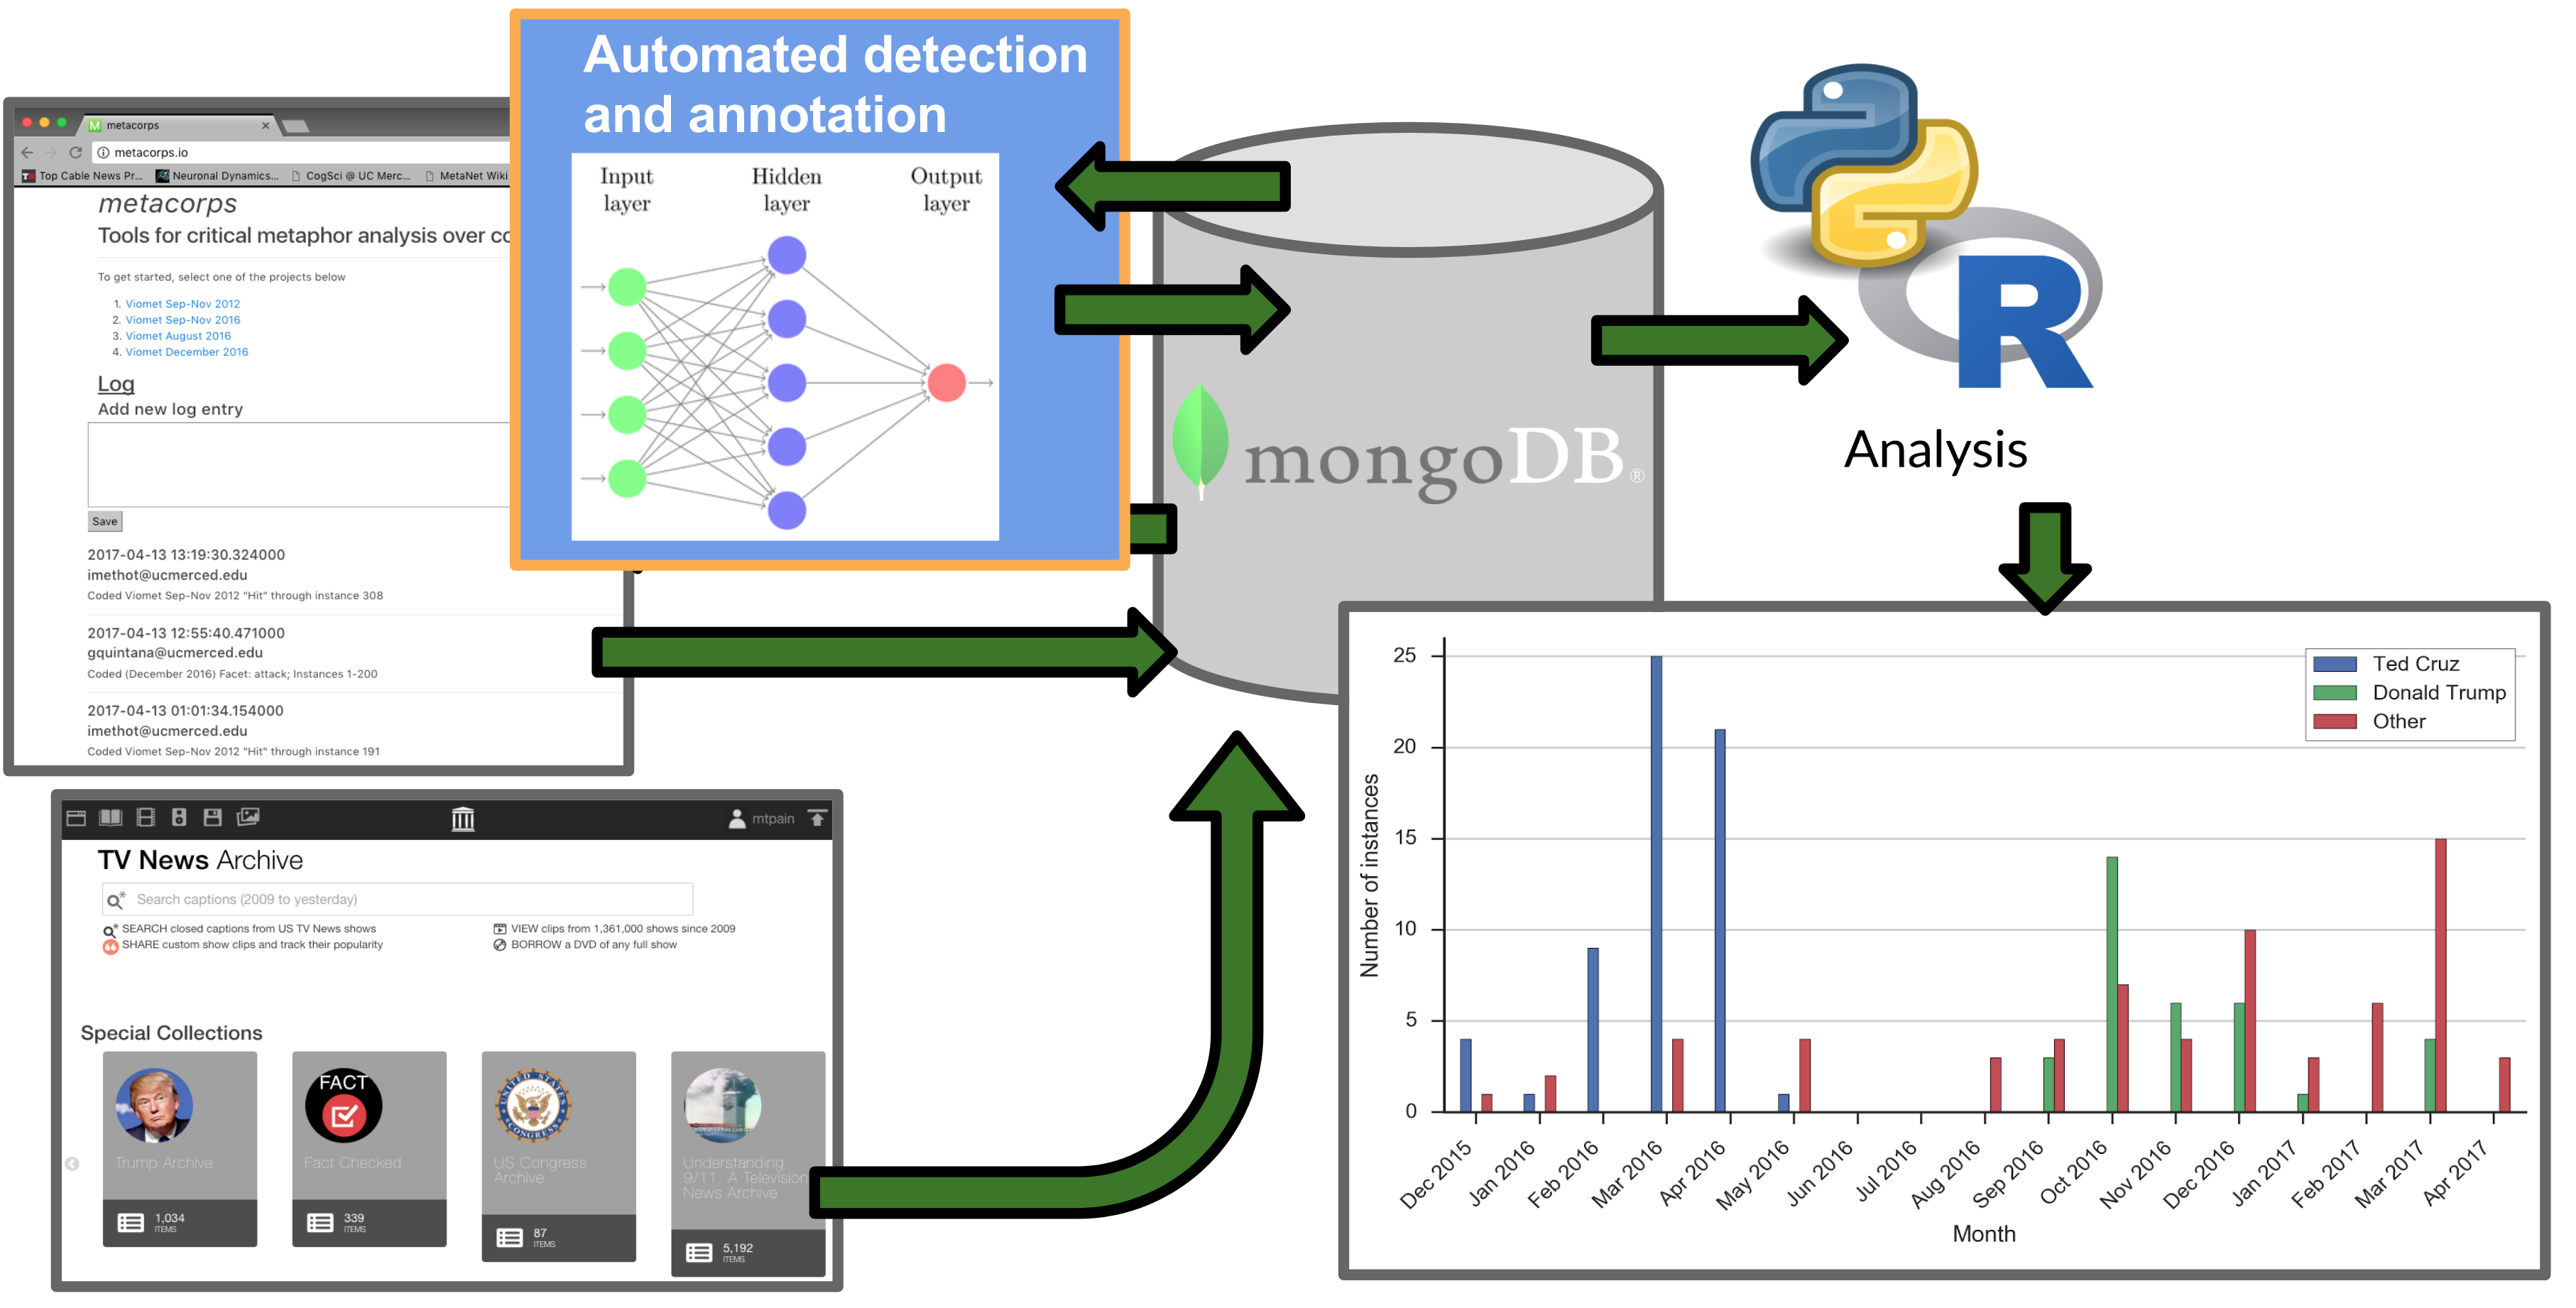 Automated detection
and annotation
Input
layer
Hidden
layer
Output
layer
metacorps
metacorps.io
Top Cable News Pr...
Neuronal Dynamics...
CogSci @ UC Merc...
MetaNet Wiki
metacorps
Tools for critical metaphor analysis over
To get started, select one of the projects below
1. Viomet Sep-Nov 2012
2. Viomet Sep-Nov 2016
3. Viomet August 2016
4. Viomet December 2016
Log
Add new log entry
Save
2017-04-13 13:19:30.324000
imethot@ucmerced.edu
Coded Viomet Sep-Nov 2012 "Hit" through instance 308
2017-04-13 12:55:40.471000
gquintana@ucmerced.edu
Coded (December 2016) Facet: attack; Instances 1-200
2017-04-13 01:01:34.154000
imethot@ucmerced.edu
Coded Viomet Sep-Nov 2012 "Hit" through instance 191
mongoDB®
R
Analysis
mtpain
TV News Archive
Search captions (2009 to yesterday)
SEARCH closed captions from US TV News shows
SHARE custom show clips and track their popularity
VIEW clips from 1,361,000 shows since 2009
BORROW a DVD of any full show
Special Collections
Trump Archive
1,034
ITEMS
FACT
Fact Checked
339
ITEMS
UNITED STATES
CONGRESS
US Congress
Archive
87
ITEMS
Understanding
9/11: A Television
News Archive
5,192
ITEMS
Ted Cruz
Donald Trump
Other
Number of instances
25
20
15
10
5
0
Dec 2015
Jan 2016
Feb 2016
Mar 2016
Apr 2016
May 2016
Jun 2016
Jul 2016
Aug 2016
Sep 2016
Oct 2016
Nov 2016
Dec 2016
Jan 2017
Feb 2017
Mar 2017
Apr 2017
Month